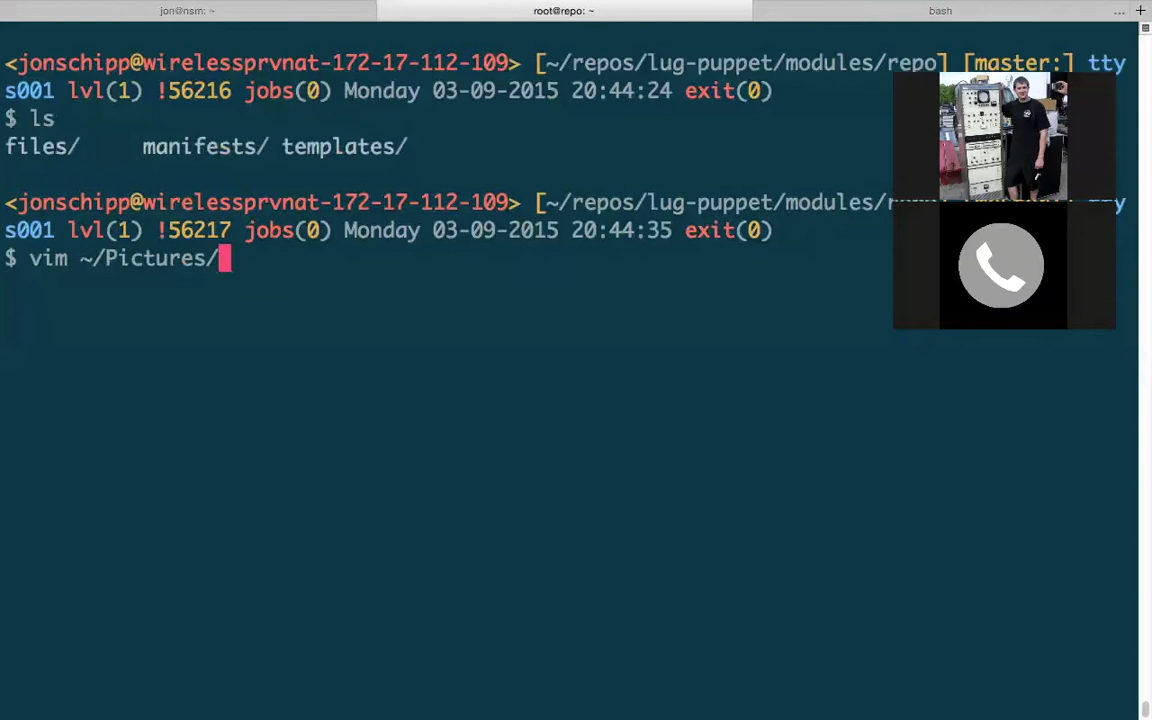 jon@nsm: ~
root@repo: ~
bash
... +
<jonschipp@wirelessprvnat-172-17-112-109> [~/repos/lug-puppet/modules/repo] [master:] tty
s001 lvl(1) !56216 jobs(0) Monday 03-09-2015 20:44:24 exit(0)
$ ls
files/ manifests/ templates/
<jonschipp@wirelessprvnat-172-17-112-109> [~/repos/lug-puppet/modules/
s001 lvl(1) !56217 jobs(0) Monday 03-09-2015 20:44:35 exit(0)
$ vim ~/Pictures/